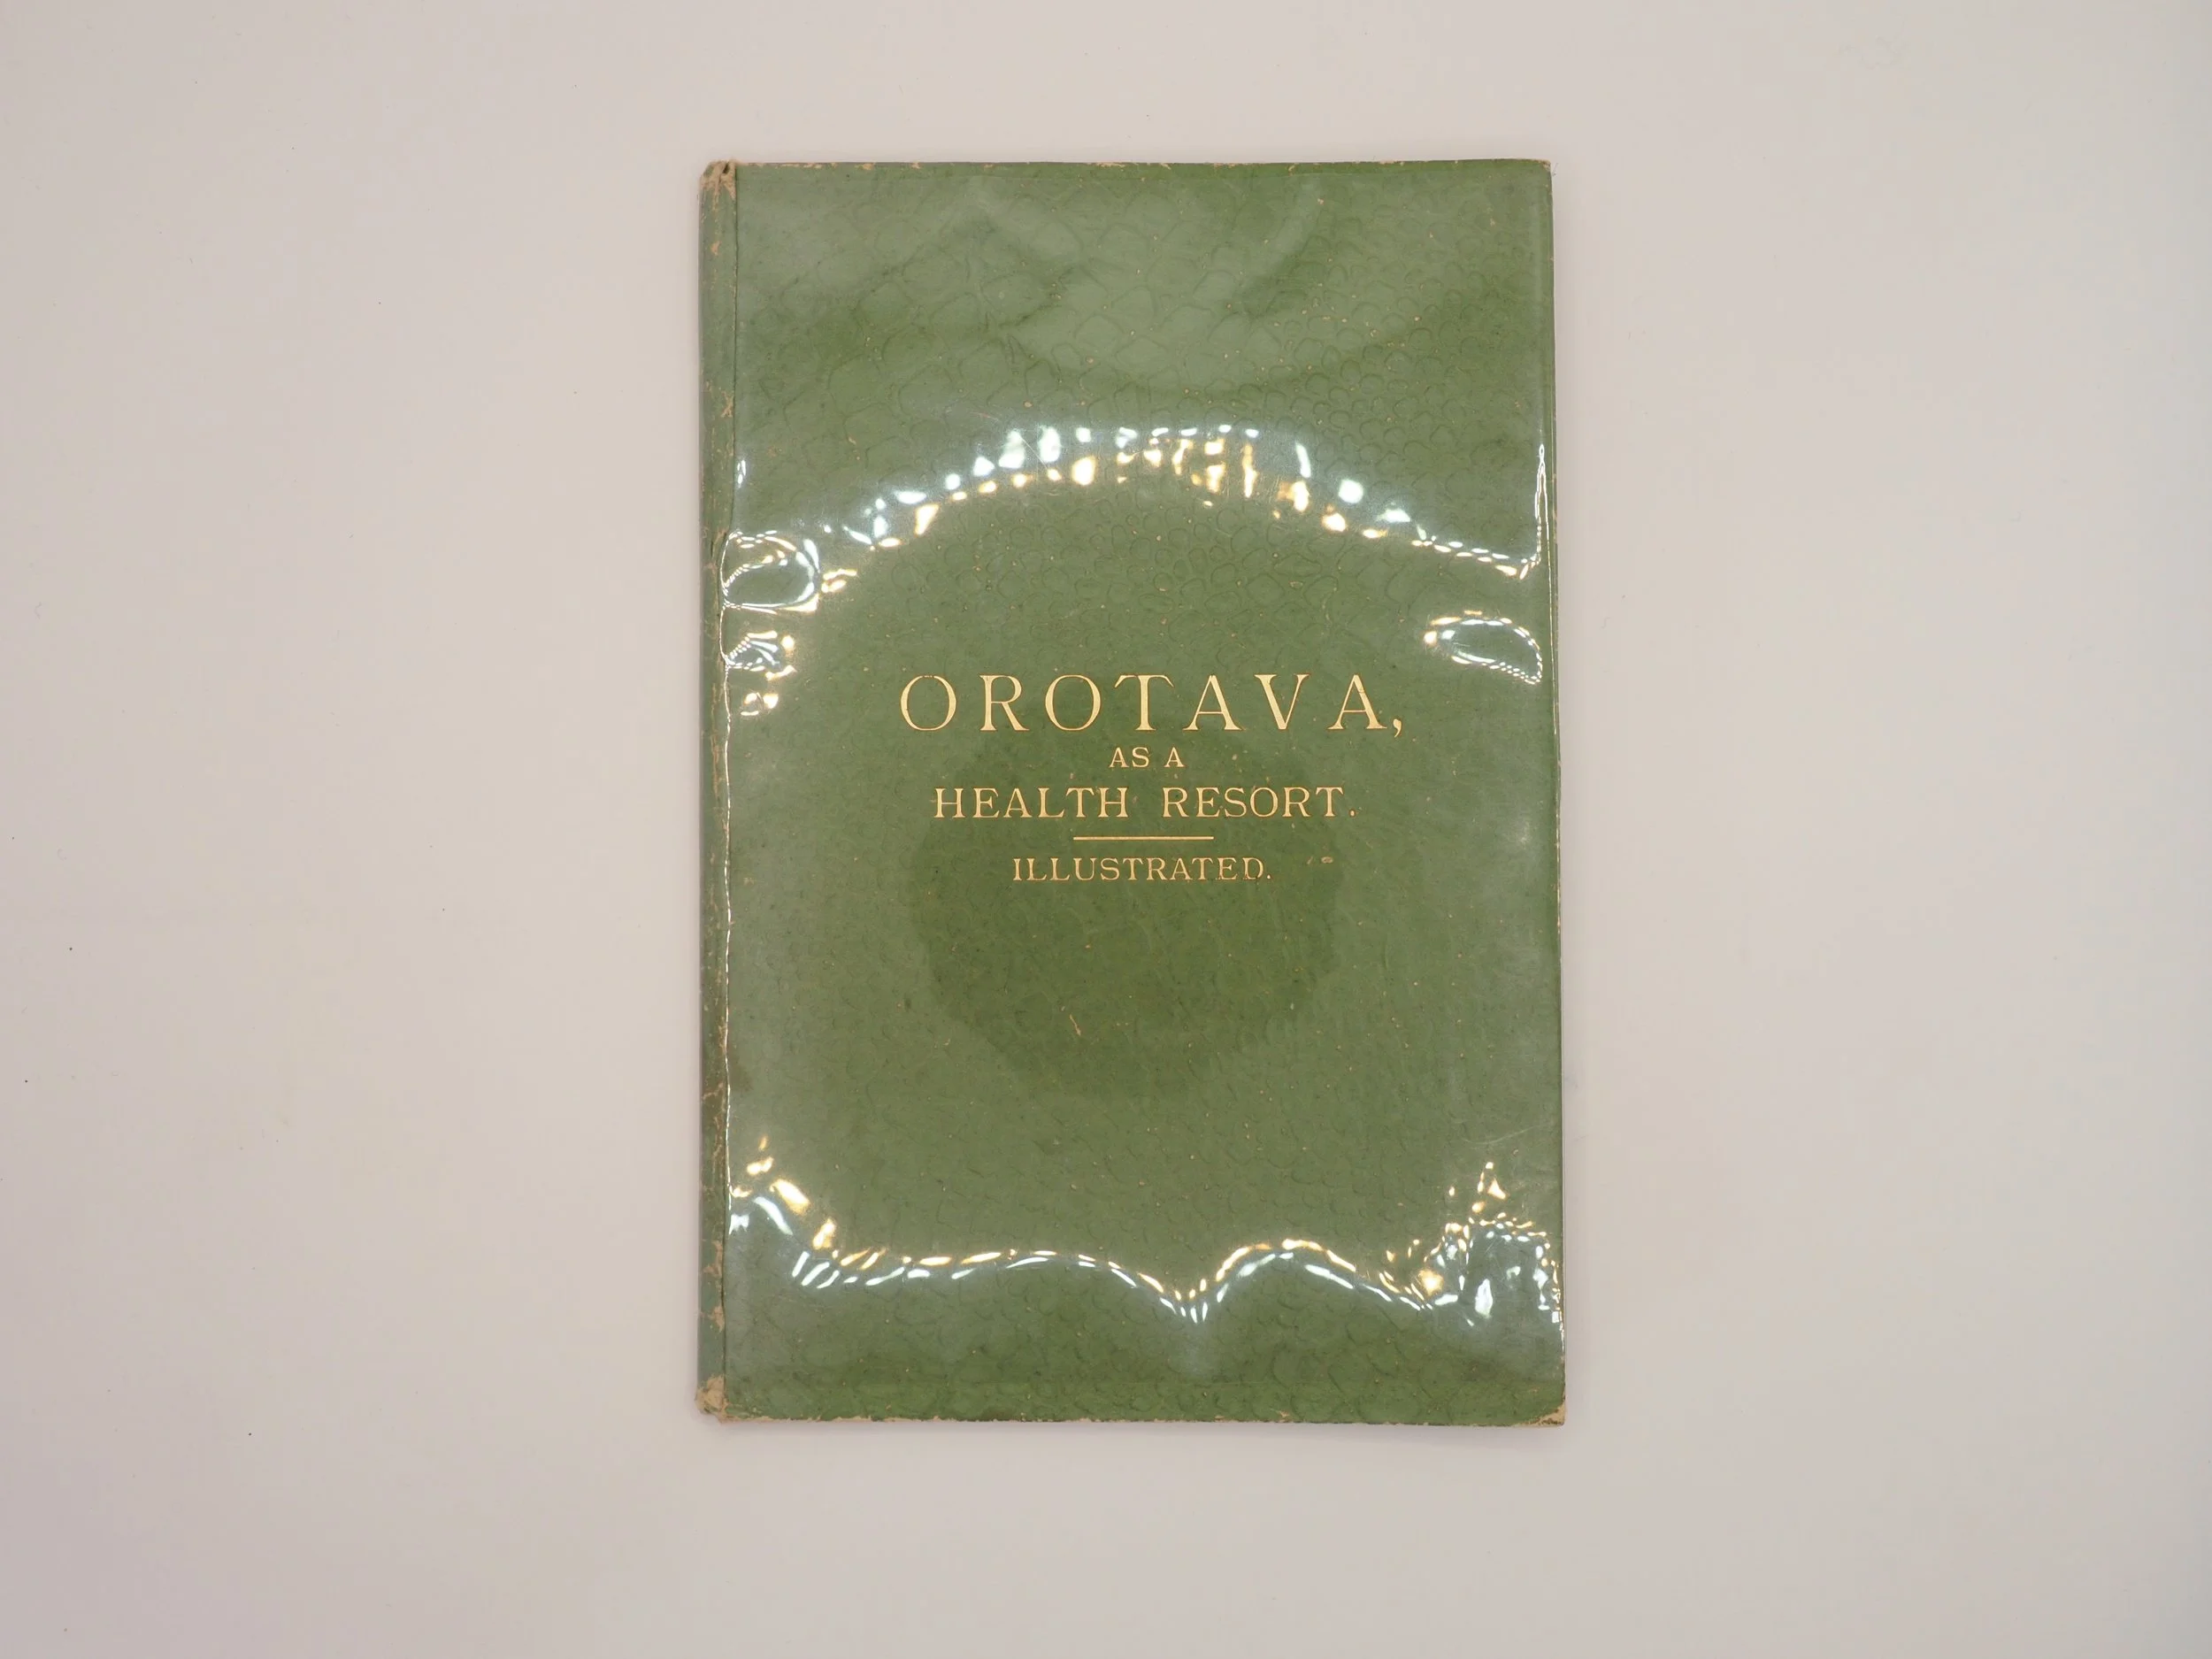 OROTAVA,
AS A
HEALTH RESORT.
ILLUSTRATED.